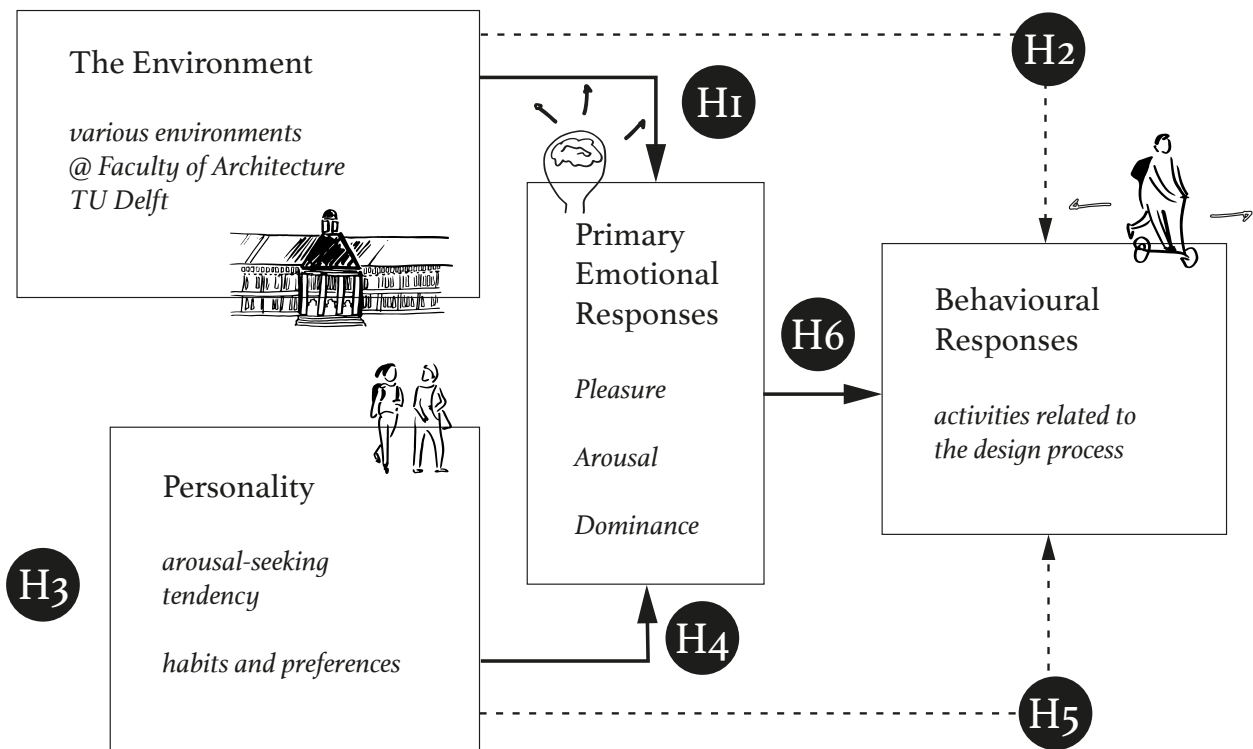 The Environment
various environments
@ Faculty of Architecture
TU Delft
H1
H2
Primary
Emotional
Responses
Pleasure
Arousal
Dominance
H6
Behavioural
Responses
activities related to
the design process
H3
Personality
arousal-seeking
tendency
habits and preferences
H4
H5